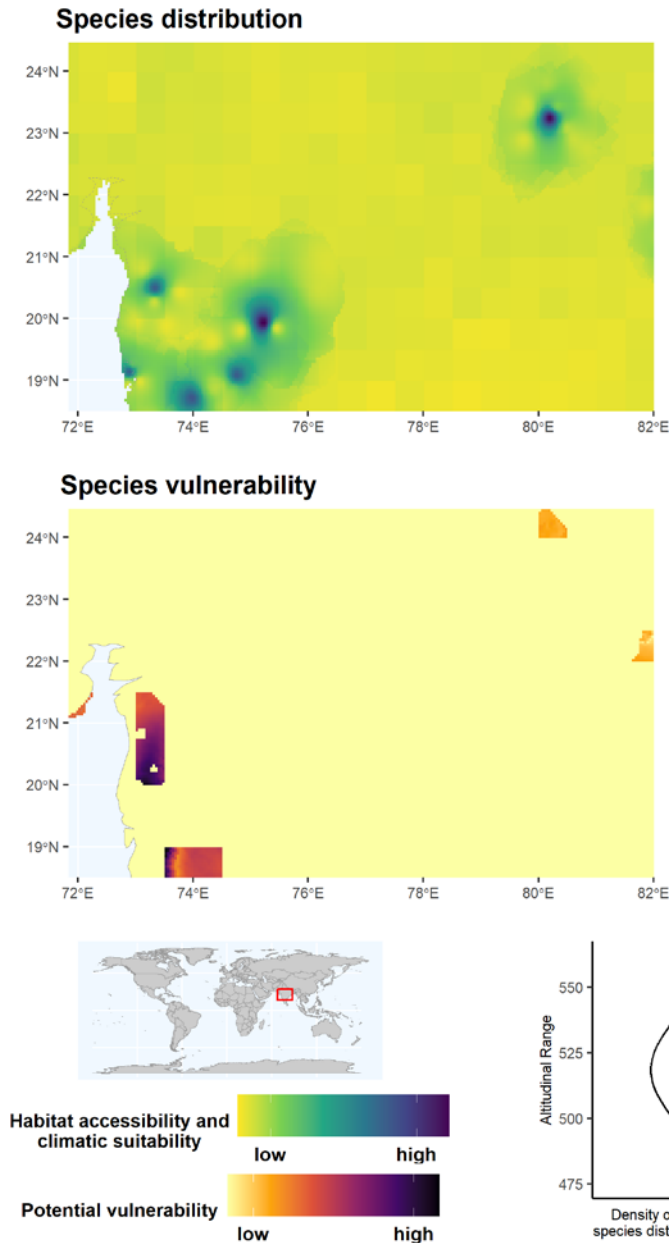 Species distribution
24°N
23°N
22°N
21°N
20°N
19°N
72°E 74°E 76°E 78°E 80°E 82°E
Species vulnerability
24°N
23°N
22°N
21°N
20°N
19°N
72°E 74°E 76°E 78°E 80°E 82°E
Habitat accessibility and
climatic suitability
low high
Potential vulnerability
low high
Altitudinal Range
550
525
500
475
Density
species